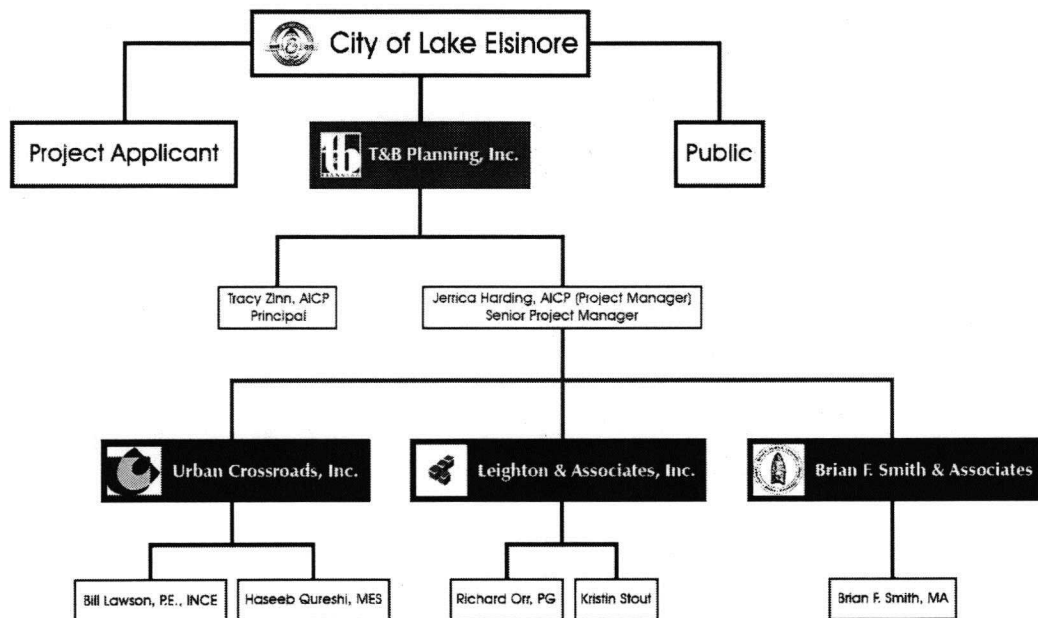 City of Lake Elsinore
Project Applicant
T&B Planning, Inc.
Public
Tracy Zinn, AICP
Principal
Jerrica Harding, AICP (Project Manager)
Senior Project Manager
Urban Crossroads, Inc.
Leighton & Associates, Inc.
Brian F. Smith & Associates
Bill Lawson, P.E., INCE
Haseeb Qureshi, MES
Richard Orr, PG
Kristin Stout
Brian F. Smith, MA